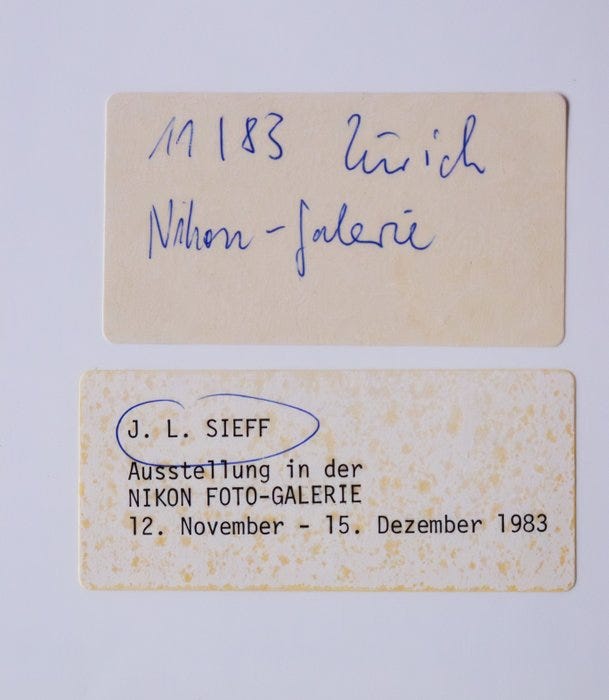 11/83 Zürich
Nikon-Galerie
J. L. SIEFF
Ausstellung in der
NIKON FOTO-GALERIE
12. November - 15. Dezember 1983